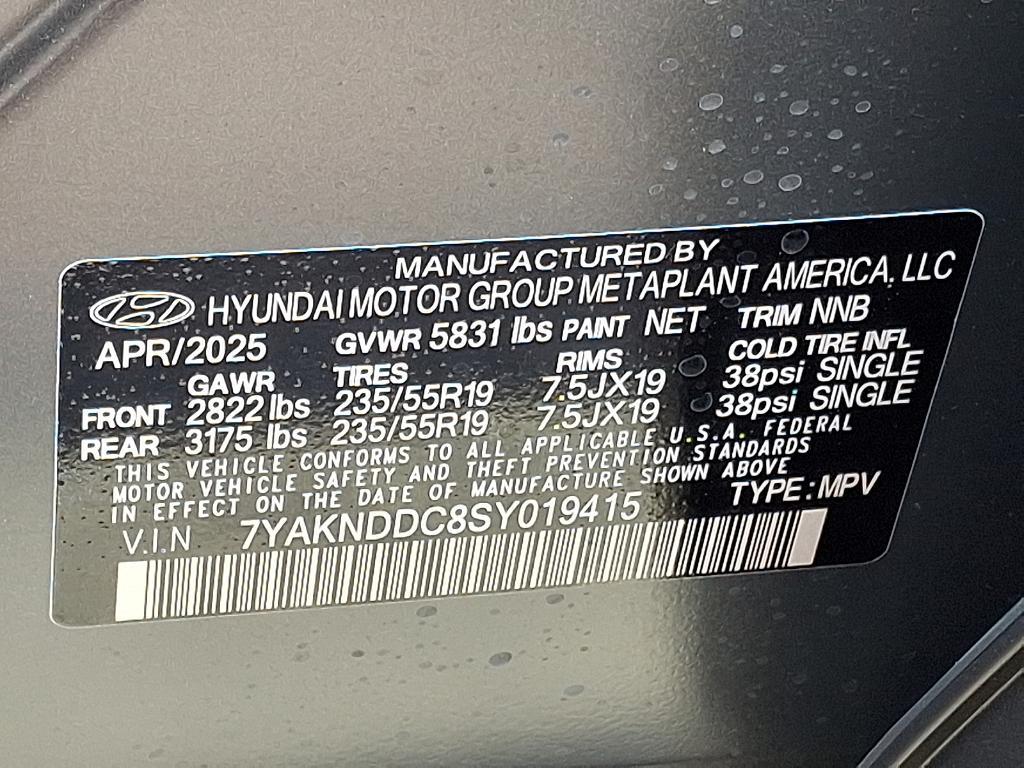 MANUFACTURED BY
HYUNDAI MOTOR GROUP METAPLANT AMERICA, LLC
APR/2025 GVWR 5831 lbs PAINT NET TRIM NNB
GAWR TIRES RIMS COLD TIRE INFL
FRONT 2822 lbs 235/55R19 7.5JX19 38psi SINGLE
REAR 3175 lbs 235/55R19 7.5JX19 38psi SINGLE
THIS VEHICLE CONFORMS TO ALL APPLICABLE U.S.A. FEDERAL
MOTOR VEHICLE SAFETY AND THEFT PREVENTION STANDARDS
IN EFFECT ON THE DATE OF MANUFACTURE SHOWN ABOVE
V.I.N 7YAKNDDC8SY019415 TYPE:MPV